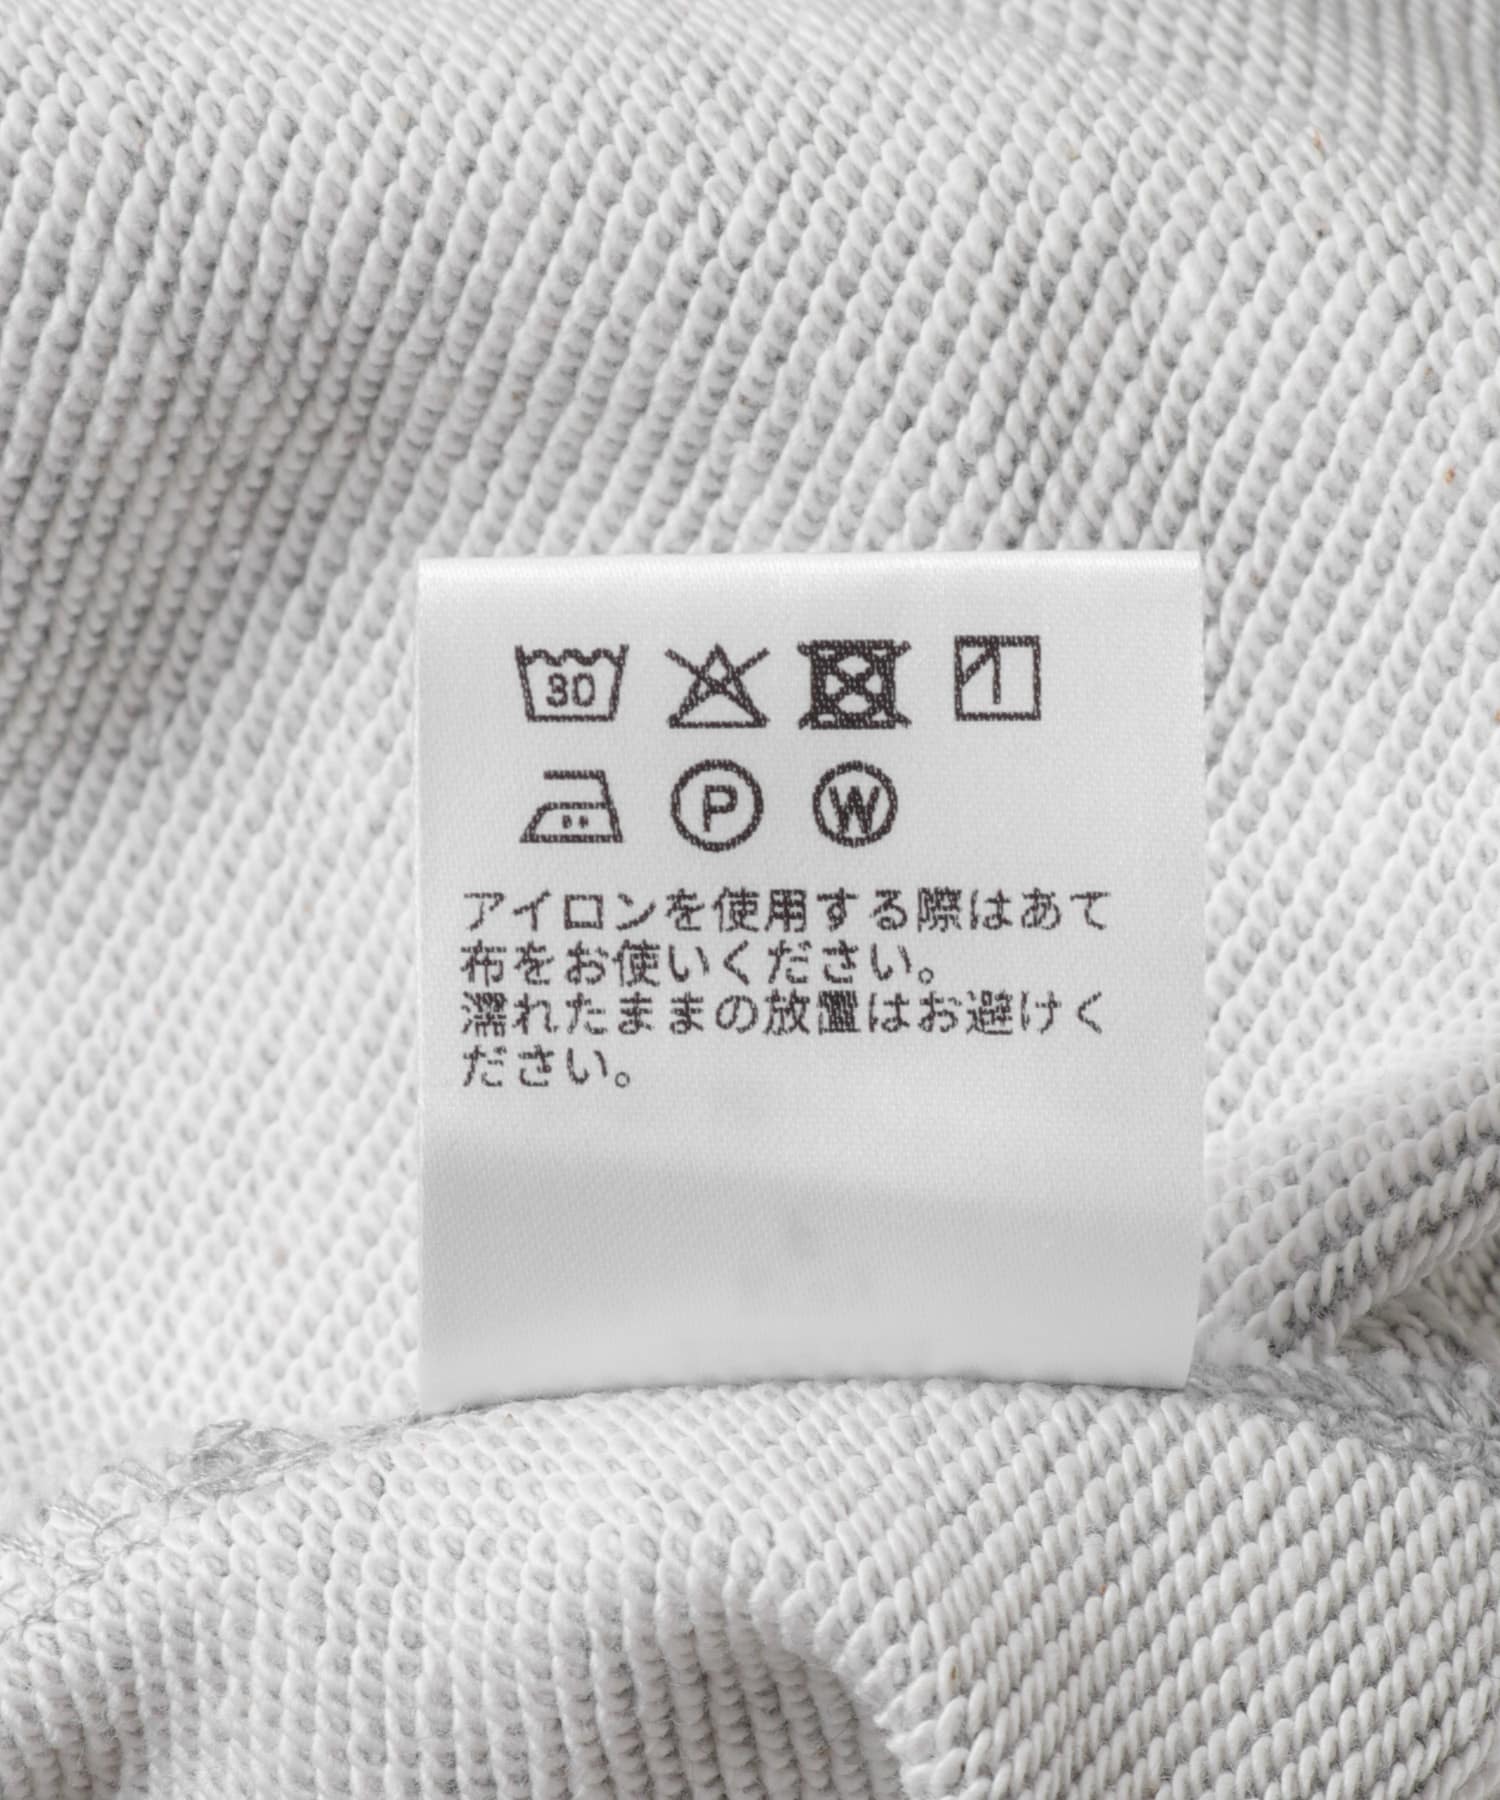 30
P W
アイロンを使用する際はあて
布をお使いください。
濡れたままの放置はお避けく
ださい。